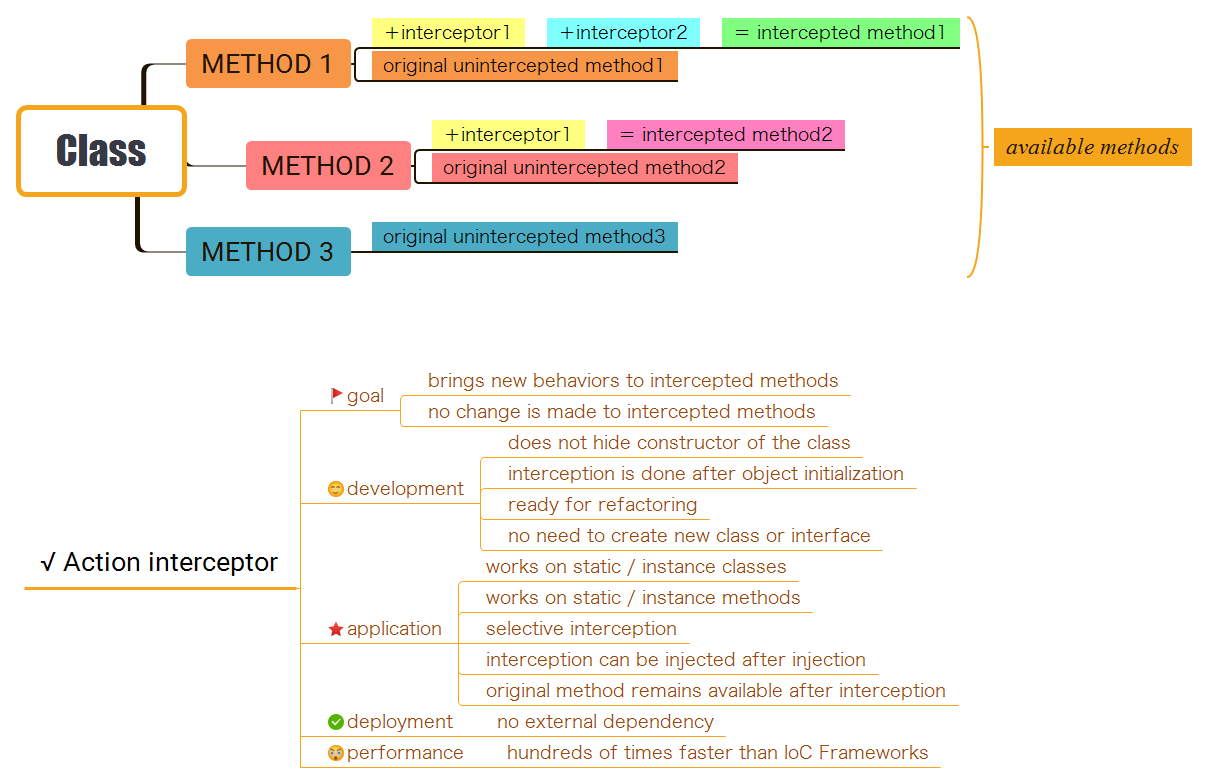 +interceptor1 +interceptor2 = intercepted method1
METHOD 1
original unintercepted method1
Class
+interceptor1 = intercepted method2
METHOD 2
original unintercepted method2
available methods
METHOD 3
original unintercepted method3
√ Action interceptor
goal
brings new behaviors to intercepted methods
no change is made to intercepted methods
development
does not hide constructor of the class
interception is done after object initialization
ready for refactoring
no need to create new class or interface
application
works on static / instance classes
works on static / instance methods
selective interception
interception can be injected after injection
original method remains available after interception
deployment no external dependency
performance hundreds of times faster than IoC Frameworks